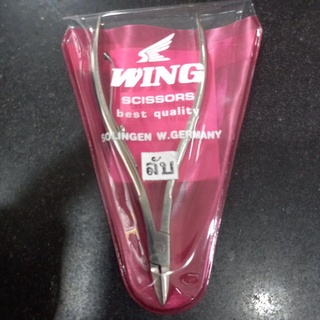 WING
SCISSORS
best quality
SOLINGEN W.GERMANY
ลับ